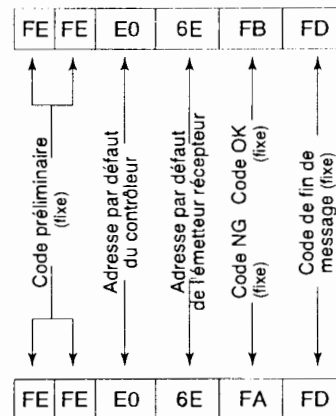 FE FE E0 6E FB FD
Code préliminaire
(fixe)
Adresse par défaut
du contrôleur
Adresse par défaut
de l'émetteur récepteur
Code NG Code OK
(fixe) (fixe)
Code de fin de
message (fixe)
FE FE E0 6E FA FD